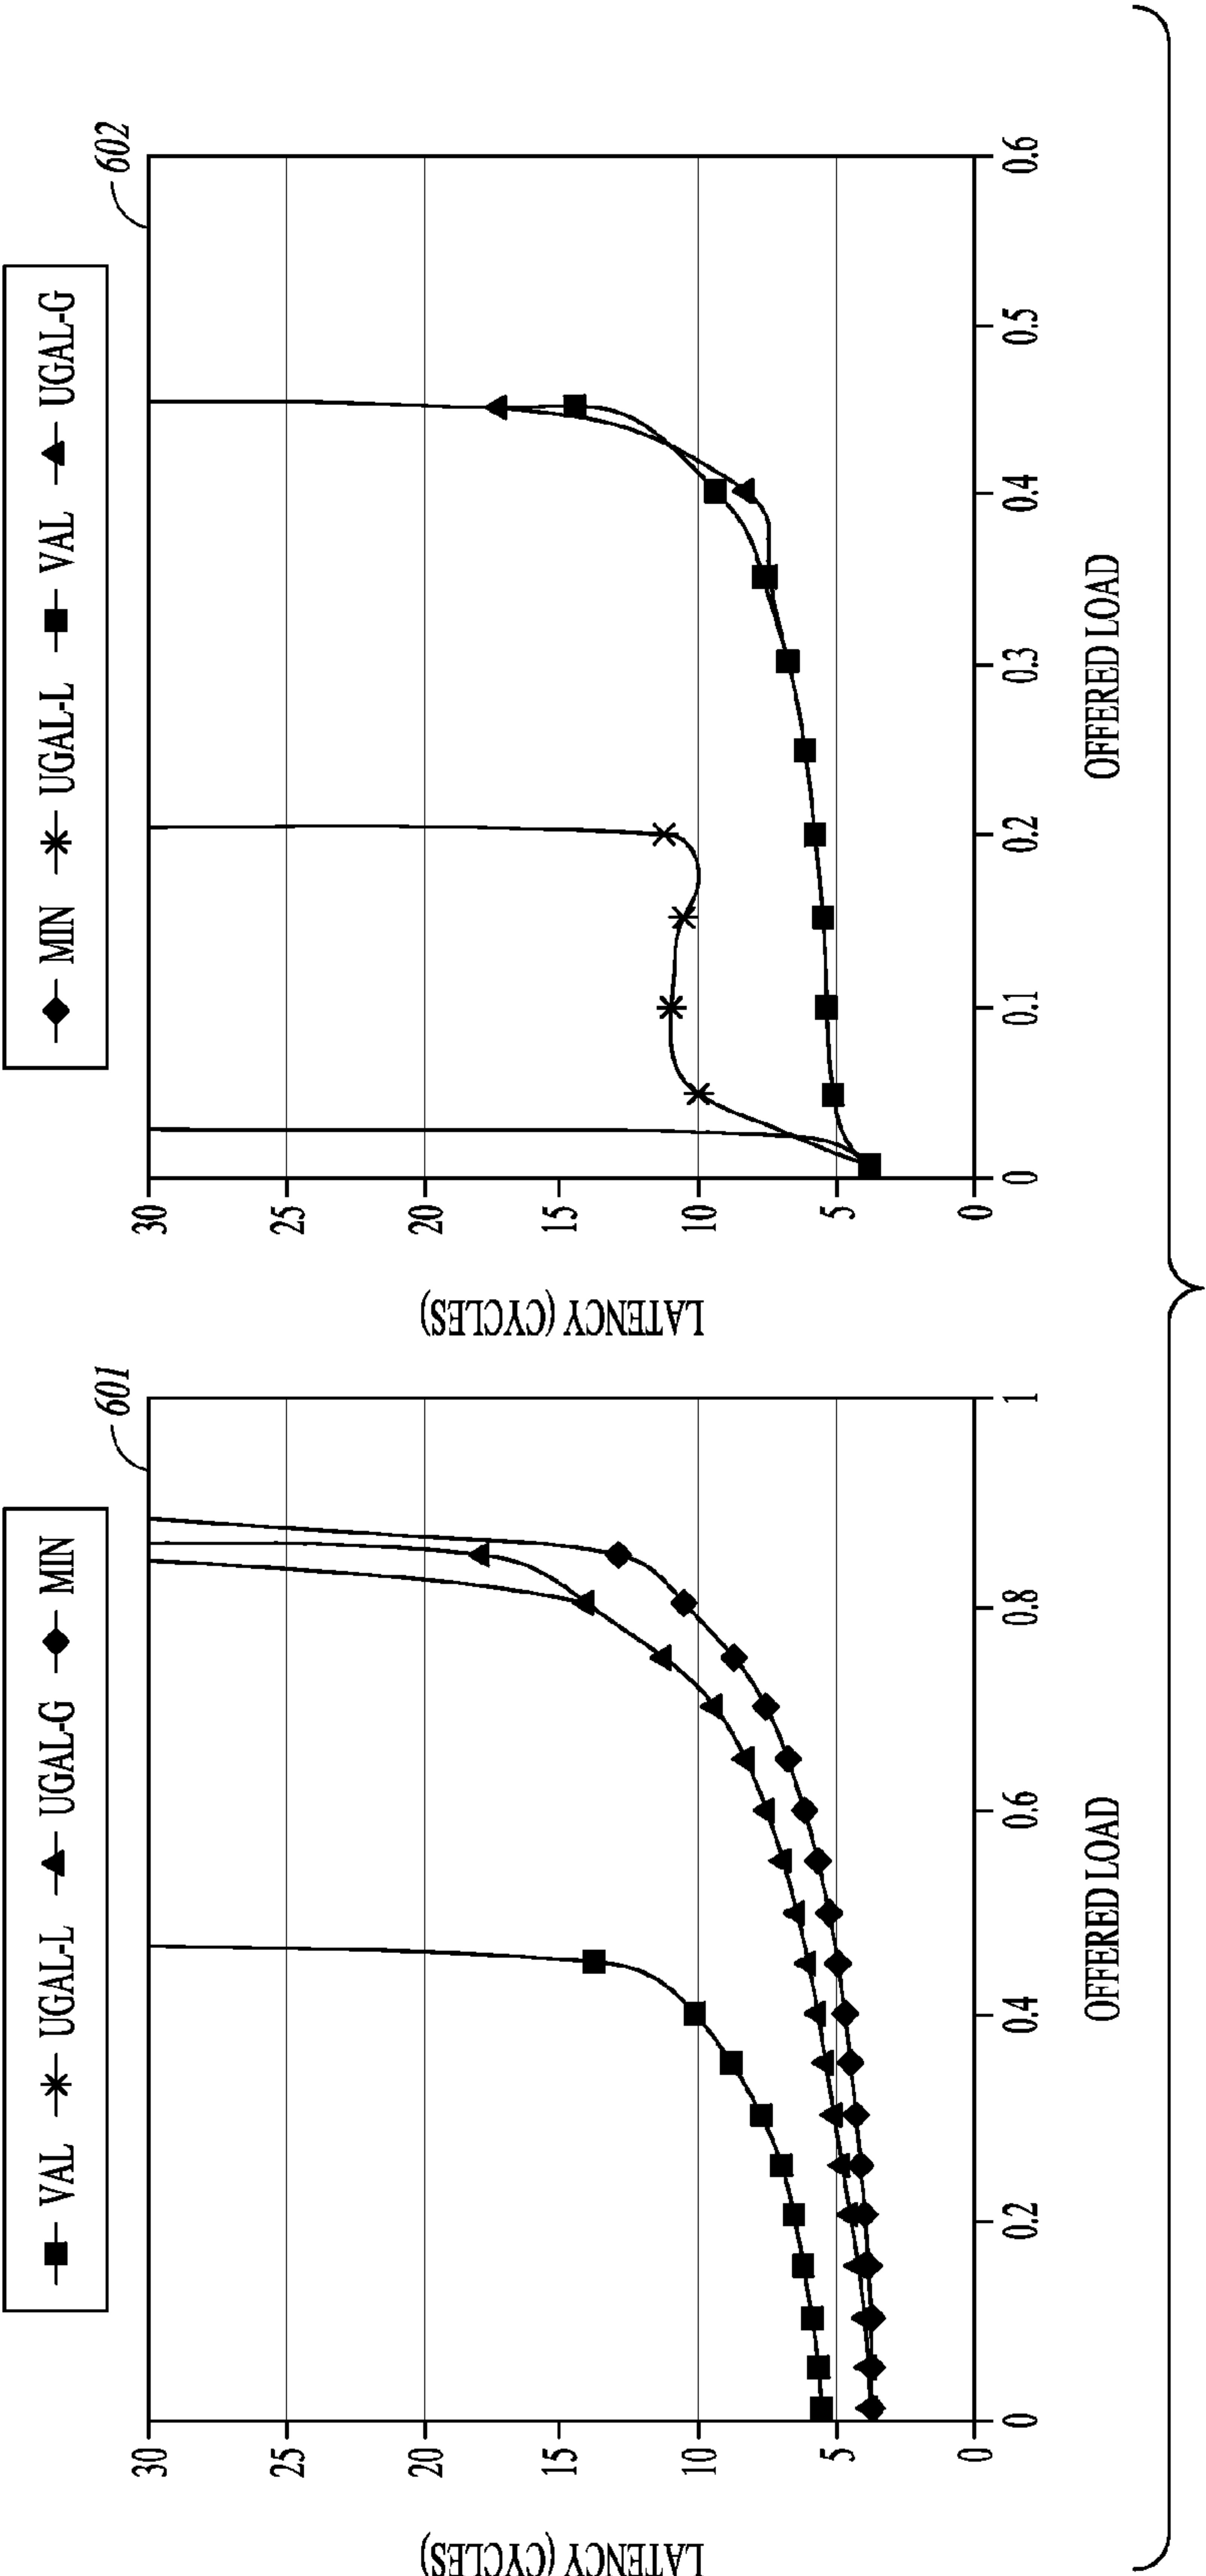 VAL UGAL-L UGAL-G MIN
601
LATENCY (CYCLES)
30
25
20
15
10
5
0
0 0.2 0.4 0.6 0.8 1
OFFERED LOAD
MIN UGAL-L VAL UGAL-G
602
LATENCY (CYCLES)
30
25
20
15
10
5
0
0 0.1 0.2 0.3 0.4 0.5 0.6
OFFERED LOAD